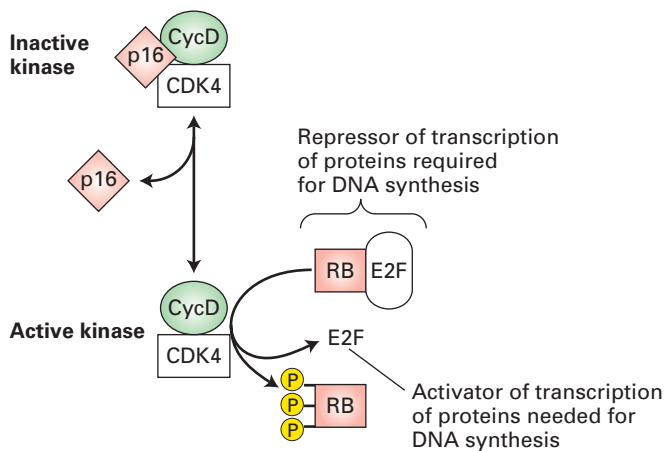 Inactive
kinase
CycD
p16
CDK4
p16
Repressor of transcription
of proteins required
for DNA synthesis
RB
E2F
Active kinase
CycD
CDK4
E2F
P
P
P
RB
Activator of transcription
of proteins needed for
DNA synthesis